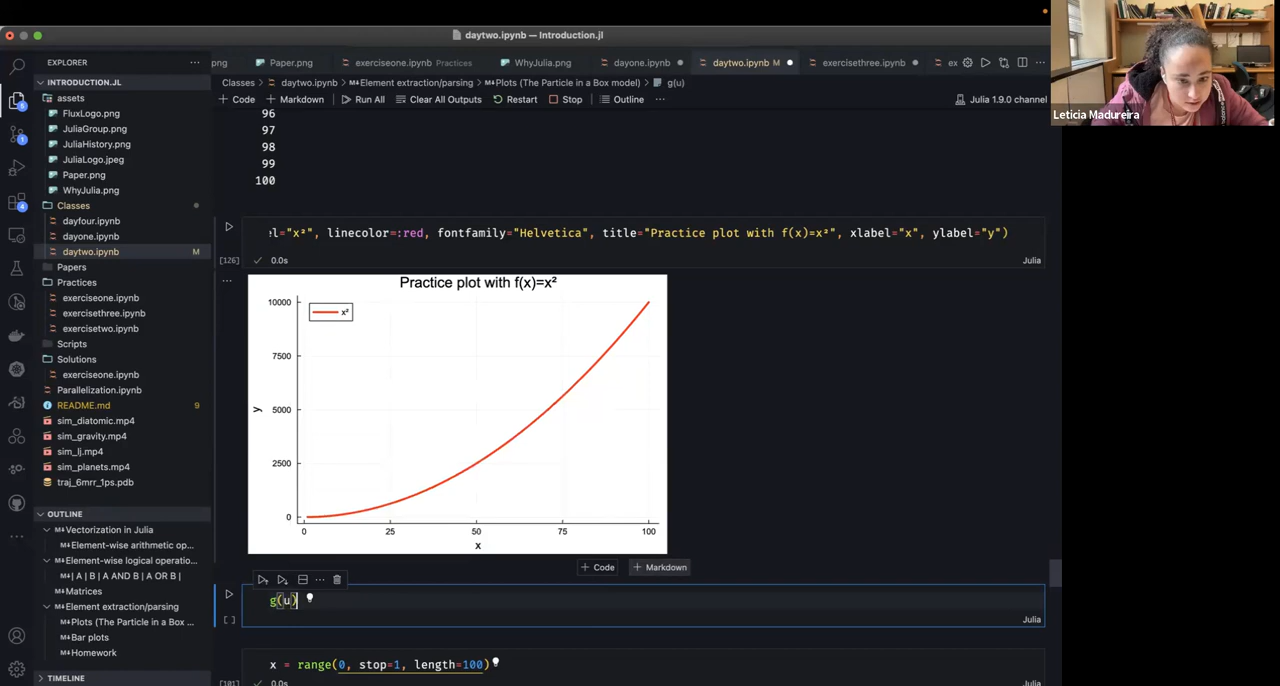 daytwo.ipynb — Introduction.jl
EXPLORER
INTRODUCTION.JL
assets
FluxLogo.png
JuliaGroup.png
JuliaHistory.png
JuliaLogo.jpeg
Paper.png
WhyJulia.png
Classes
dayfour.ipynb
dayone.ipynb
daytwo.ipynb M
Papers
Practices
exerciseone.ipynb
exercisethree.ipynb
exercisetwo.ipynb
Scripts
Solutions
exerciseone.ipynb
Parallelization.ipynb
README.md 9
sim_diatomic.mp4
sim_gravity.mp4
sim_lj.mp4
sim_planets.mp4
traj_6mrr_1ps.pdb
OUTLINE
Vectorization in Julia
Element-wise arithmetic op...
Element-wise logical operatio...
| A | B | A AND B | A OR B |
Matrices
Element extraction/parsing
Plots (The Particle in a Box ...
Bar plots
Homework
TIMELINE
png Paper.png exerciseone.ipynb Practices WhyJulia.png dayone.ipynb daytwo.ipynb M exercisethree.ipynb ex
Classes > daytwo.ipynb > Element extraction/parsing > Plots (The Particle in a Box model) > g(u)
+ Code + Markdown Run All Clear All Outputs Restart Stop Outline ... Julia 1.9.0 channel
96
97
98
99
100
el="x²", linecolor=:red, fontfamily="Helvetica", title="Practice plot with f(x)=x²", xlabel="x", ylabel="y")
[126] 0.0s Julia
Practice plot with f(x)=x²
x²
10000
7500
5000
2500
0
y
0 25 50 75 100
x
+ Code + Markdown
g(u)
[ ] Julia
x = range(0, stop=1, length=100)
[101] 0.0s Julia
Leticia Madureira